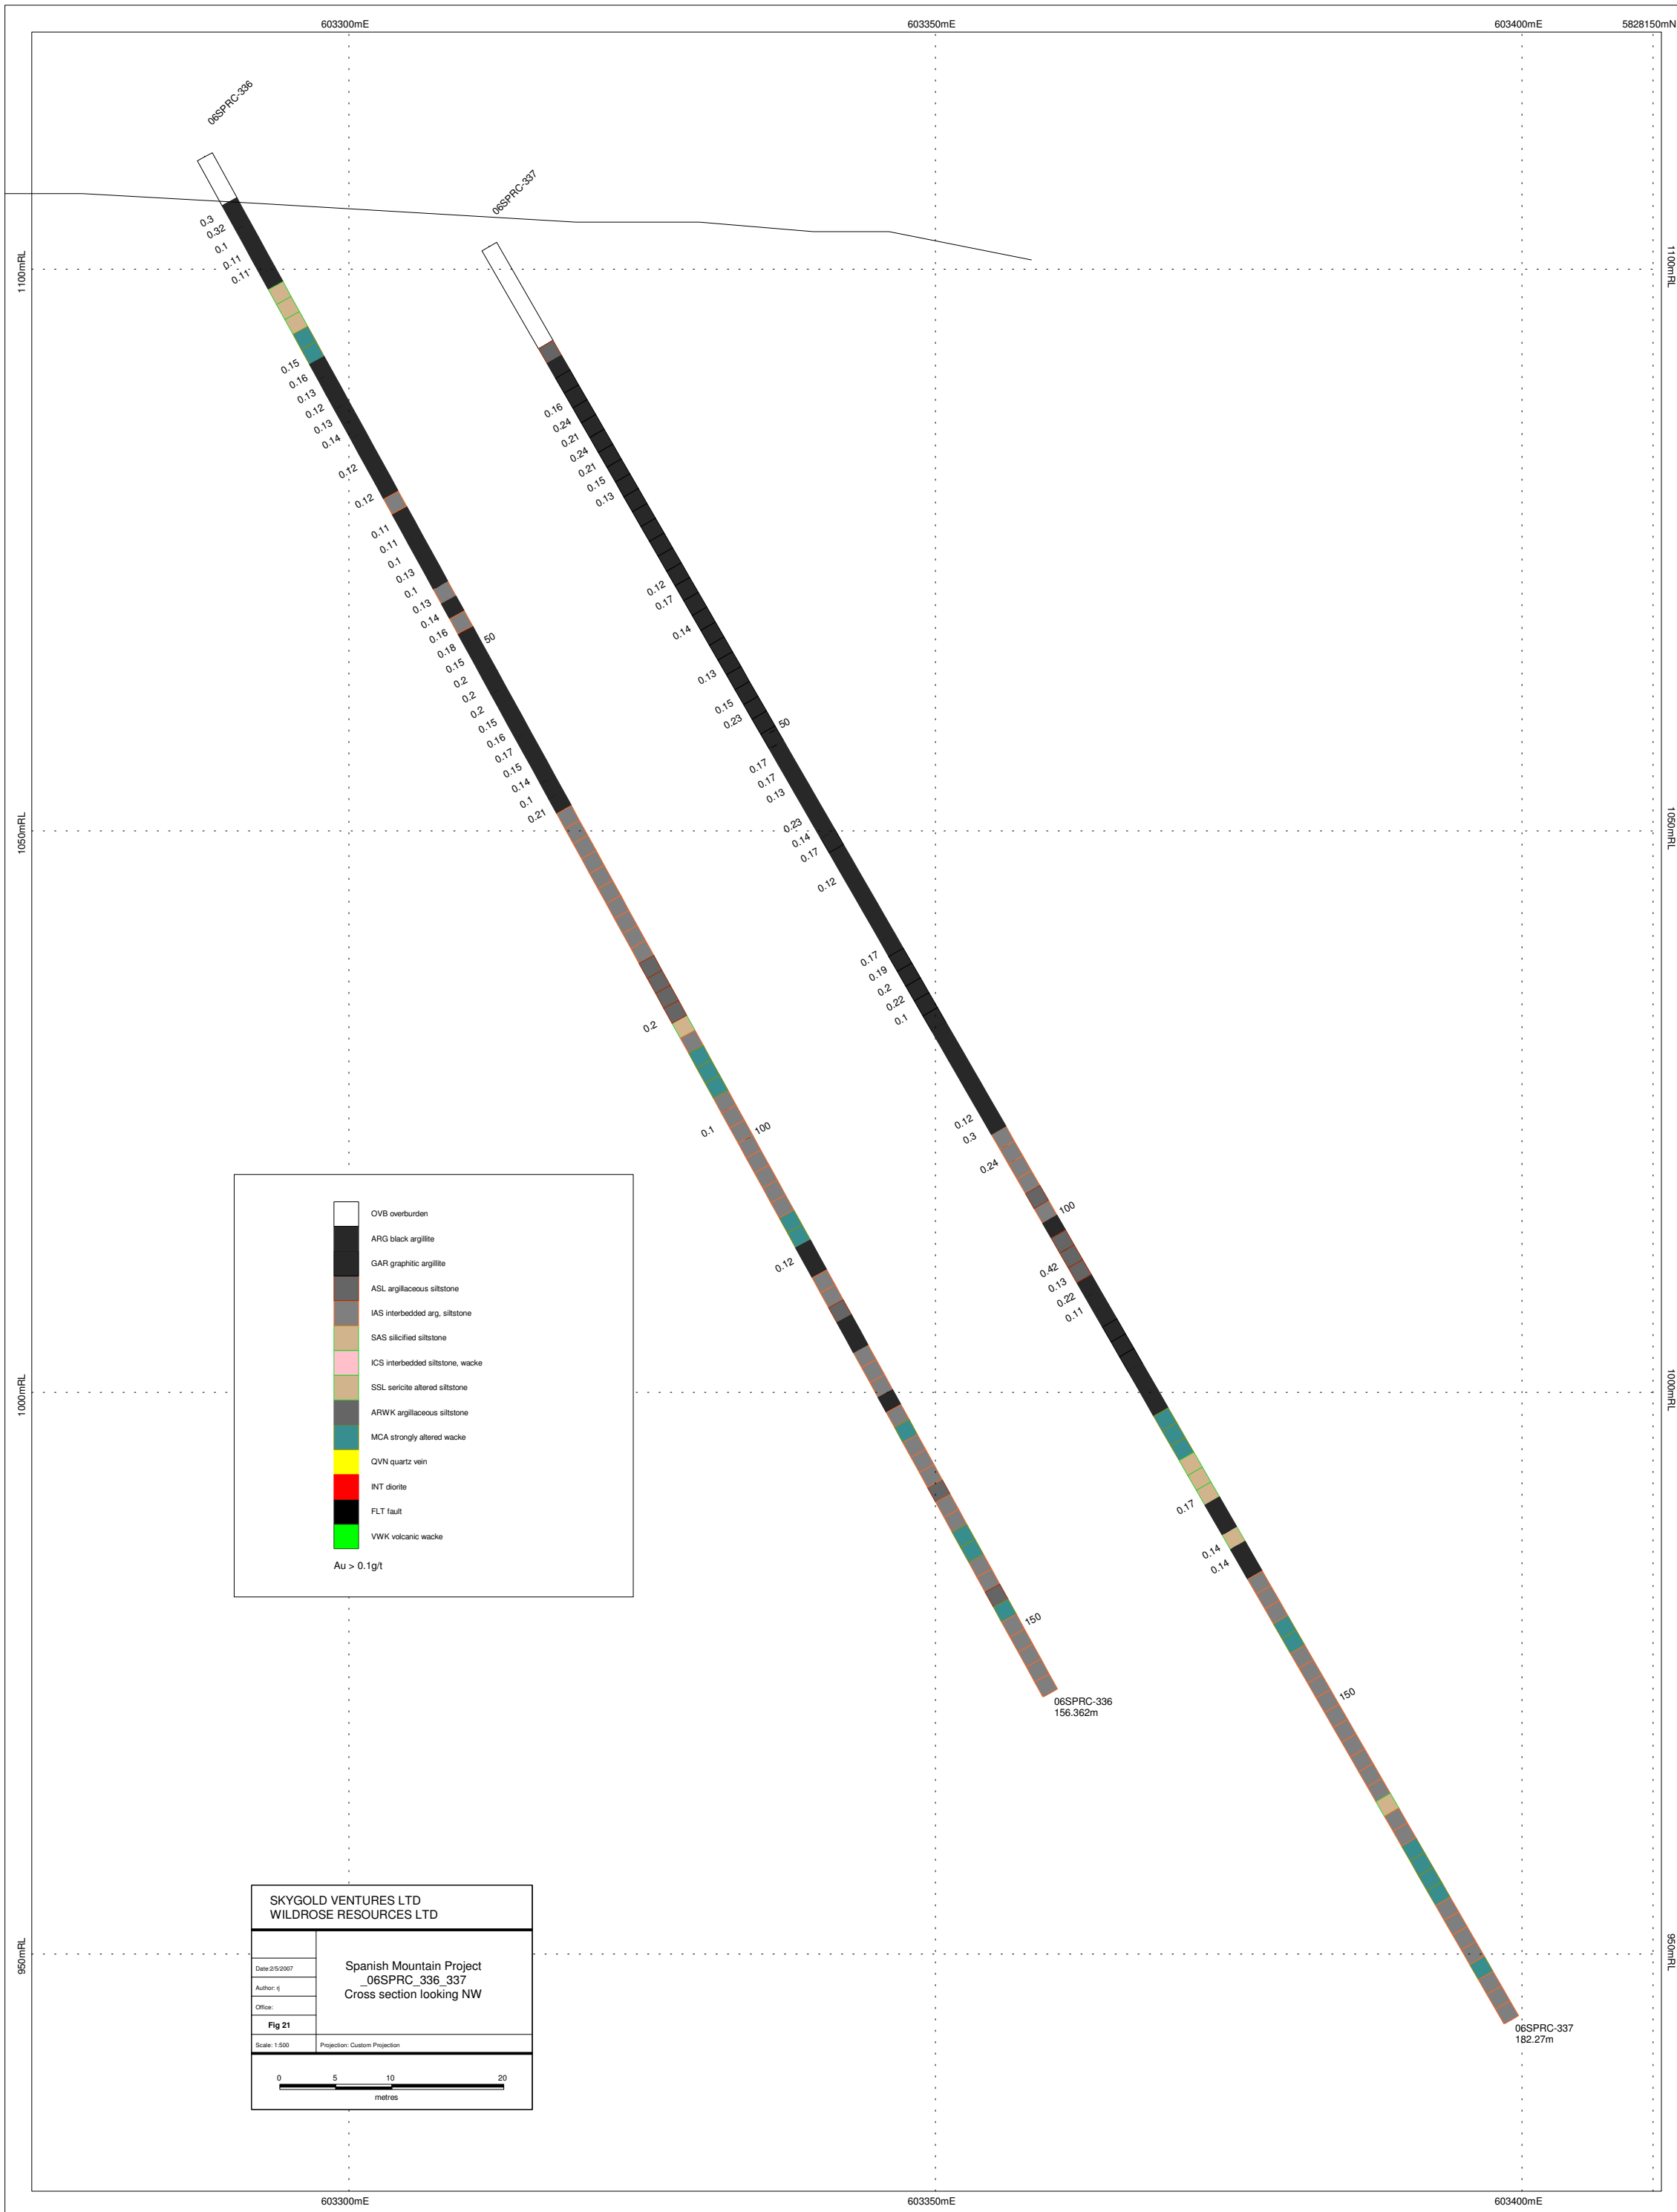 603300mE
603350mE
603400mE
5828150mN
06SPRC-336
06SPRC-337
1100mRL
1100mRL
0.3
0.32
0.1
0.11
0.11
0.15
0.16
0.13
0.12
0.13
0.14
0.12
0.12
0.11
0.11
0.1
0.13
0.1
0.13
0.14
0.16
0.18
0.15
0.2
0.2
0.2
0.15
0.16
0.17
0.15
0.14
0.1
0.21
50
0.2
0.1
100
0.12
150
06SPRC-336
156.362m
0.16
0.24
0.21
0.24
0.21
0.15
0.13
0.12
0.17
0.14
0.13
0.15
0.23
50
0.17
0.17
0.13
0.23
0.14
0.17
0.12
0.17
0.19
0.2
0.22
0.1
0.12
0.3
0.24
100
0.42
0.13
0.22
0.11
0.17
0.14
0.14
150
06SPRC-337
182.27m
1050mRL
1050mRL
1000mRL
1000mRL
950mRL
950mRL
OVB overburden
ARG black argillite
GAR graphitic argillite
ASL argillaceous siltstone
IAS interbedded arg, siltstone
SAS silicified siltstone
ICS interbedded siltstone, wacke
SSL sericite altered siltstone
ARWK argillaceous siltstone
MCA strongly altered wacke
QVN quartz vein
INT diorite
FLT fault
VWK volcanic wacke
Au > 0.1g/t
SKYGOLD VENTURES LTD
WILDROSE RESOURCES LTD
Date:2/5/2007
Author: rj
Office:
Fig 21
Spanish Mountain Project
_06SPRC_336_337
Cross section looking NW
Scale: 1:500
Projection: Custom Projection
0 5 10 20
metres
603300mE
603350mE
603400mE